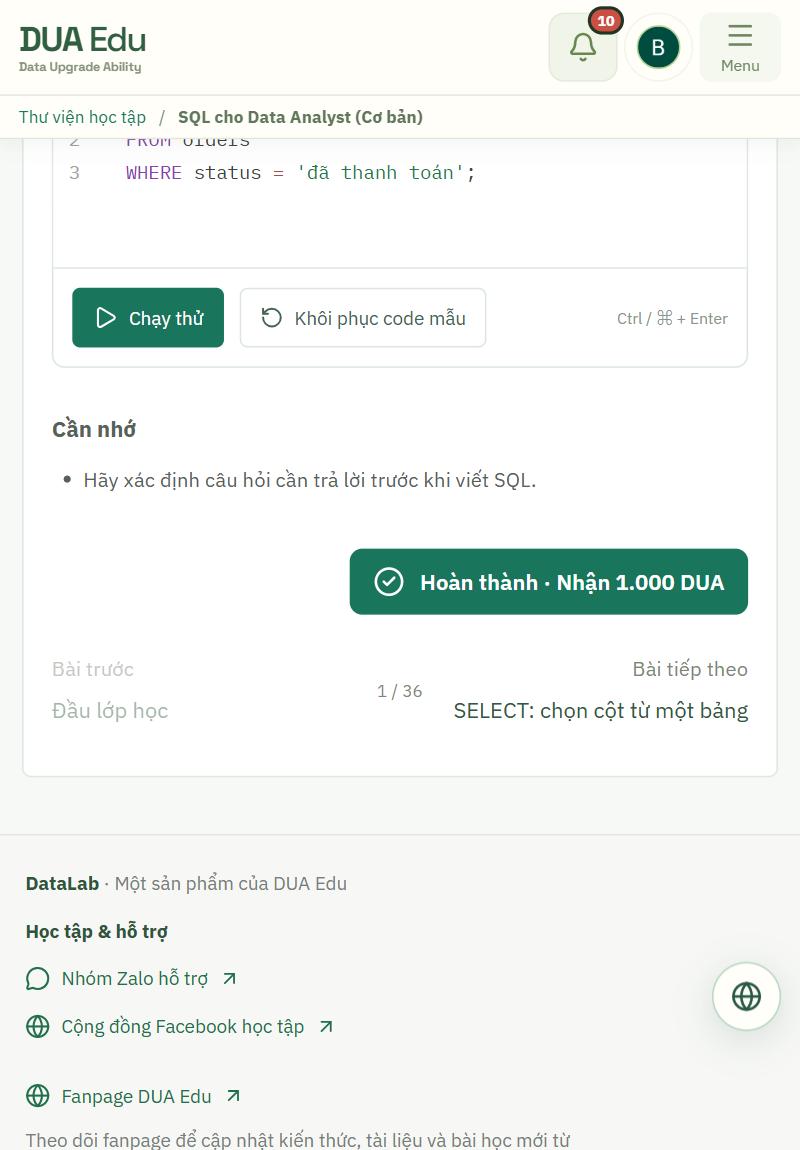 DUA Edu
Data Upgrade Ability
10
B
Menu
Thư viện học tập / SQL cho Data Analyst (Cơ bản)
2 FROM orders
3 WHERE status = 'đã thanh toán';
Chạy thử
Khôi phục code mẫu
Ctrl / ⌘ + Enter
Cần nhớ
• Hãy xác định câu hỏi cần trả lời trước khi viết SQL.
Hoàn thành · Nhận 1.000 DUA
Bài trước
Đầu lớp học
1 / 36
Bài tiếp theo
SELECT: chọn cột từ một bảng
DataLab · Một sản phẩm của DUA Edu
Học tập & hỗ trợ
Nhóm Zalo hỗ trợ
Cộng đồng Facebook học tập
Fanpage DUA Edu
Theo dõi fanpage để cập nhật kiến thức, tài liệu và bài học mới từ